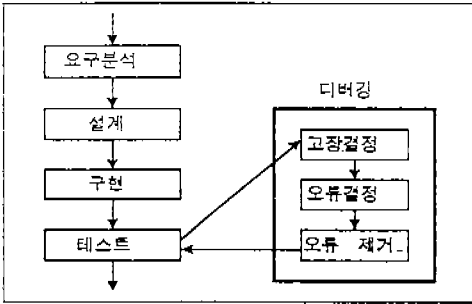 요구분석
설계
구현
테스트
디버깅
고장결정
오류결정
오류 제거